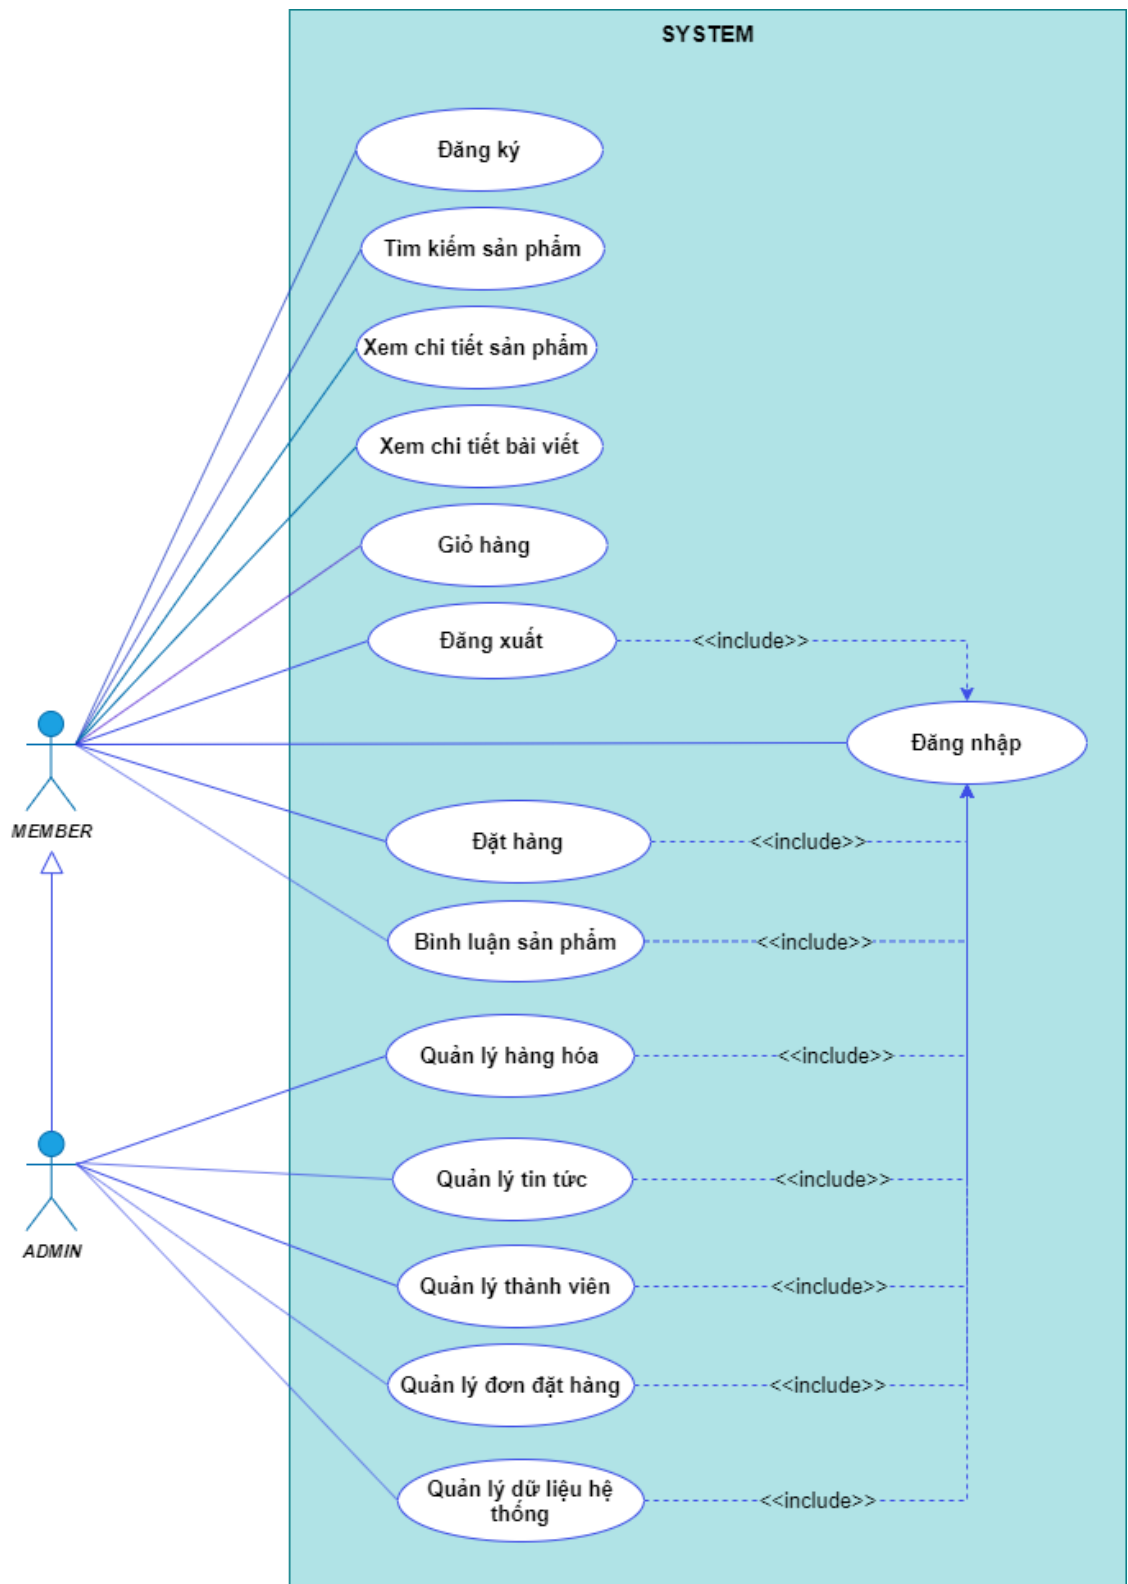 SYSTEM
Đăng ký
Tìm kiếm sản phẩm
Xem chi tiết sản phẩm
Xem chi tiết bài viết
Giỏ hàng
Đăng xuất
<<include>>
Đăng nhập
MEMBER
Đặt hàng
<<include>>
Bình luận sản phẩm
<<include>>
Quản lý hàng hóa
<<include>>
Quản lý tin tức
<<include>>
ADMIN
Quản lý thành viên
<<include>>
Quản lý đơn đặt hàng
<<include>>
Quản lý dữ liệu hệ
thống
<<include>>